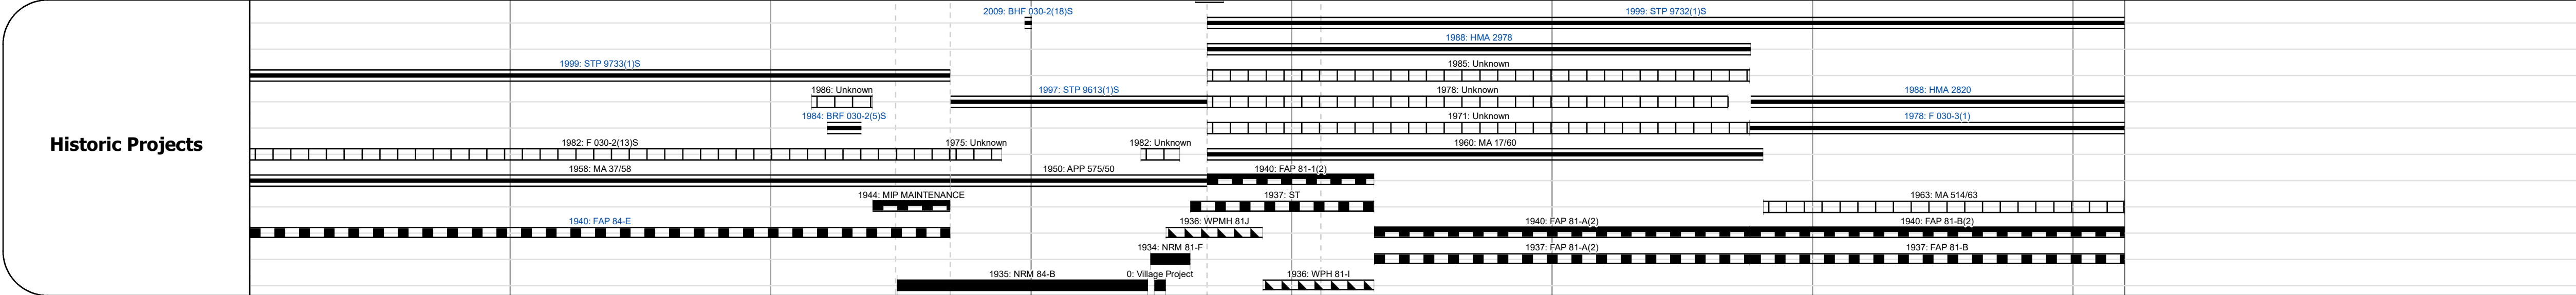 2009: BHF 030-2(18)S
1999: STP 9732(1)S
1988: HMA 2978
1999: STP 9733(1)S
1985: Unknown
1986: Unknown
1997: STP 9613(1)S
1978: Unknown
1988: HMA 2820
1984: BRF 030-2(5)S
1971: Unknown
1978: F 030-3(1)
Historic Projects
1982: F 030-2(13)S
1975: Unknown
1982: Unknown
1960: MA 17/60
1958: MA 37/58
1950: APP 575/50
1940: FAP 81-1(2)
1944: MIP MAINTENANCE
1937: ST
1963: MA 514/63
1940: FAP 84-E
1936: WPMH 81J
1940: FAP 81-A(2)
1940: FAP 81-B(2)
1934: NRM 81-F
1937: FAP 81-A(2)
1937: FAP 81-B
1935: NRM 84-B
0: Village Project
1936: WPH 81-I